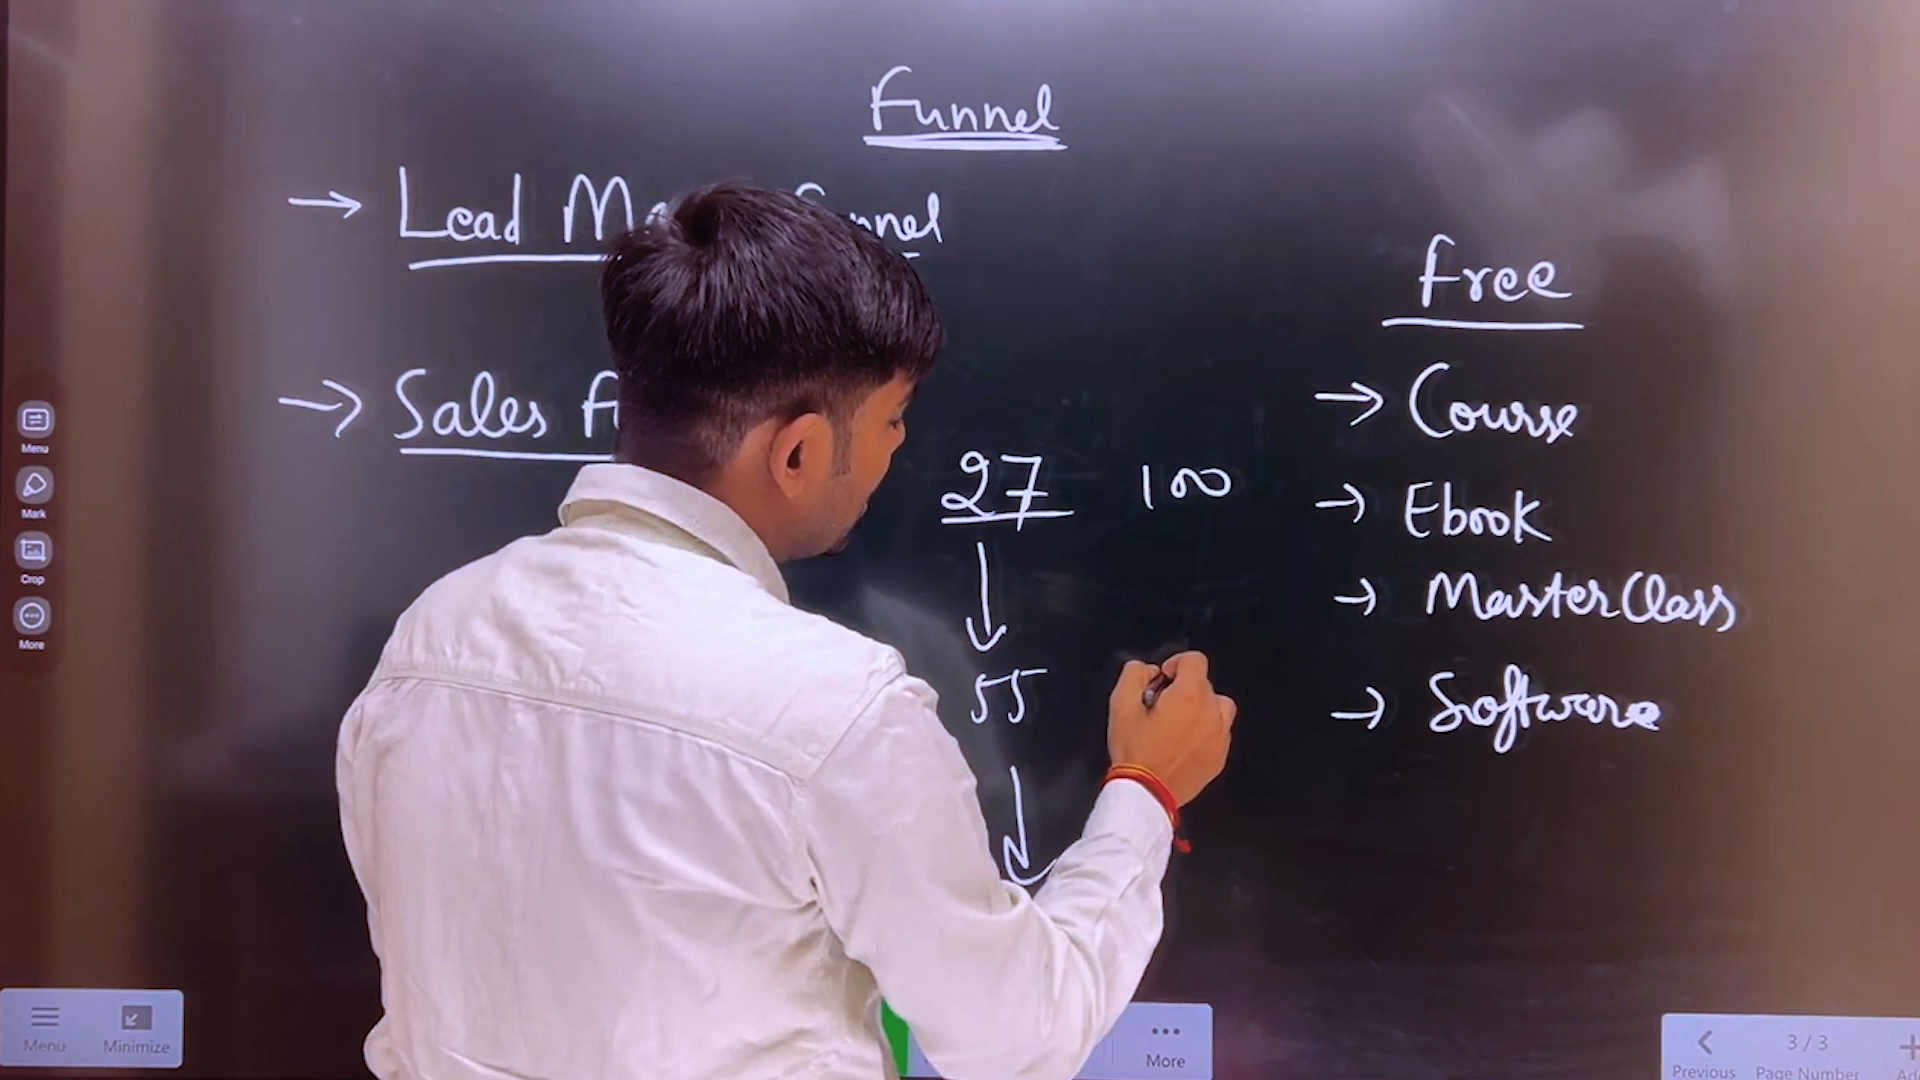 Funnel
→ Lead
→ Sales
27 100
↓
55
↓
Free
→ Course
→ Ebook
→ MasterClass
→ Software
Menu
Mark
Crop
More
Menu Minimize
More
3 / 3
Previous Page Number